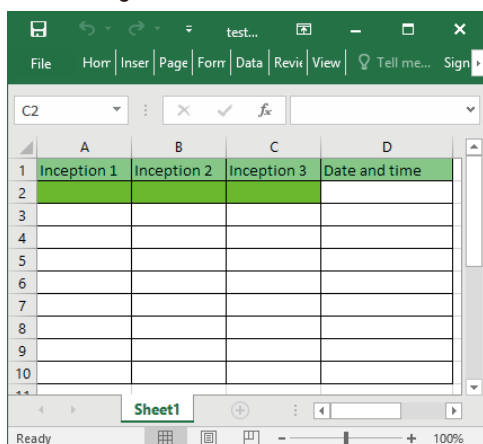 test...
File Hom Inser Page Form Data Revie View Tell me... Sign
C2 fx
A B C D
1 Inception 1 Inception 2 Inception 3 Date and time
2
3
4
5
6
7
8
9
10
Sheet1
Ready 100%